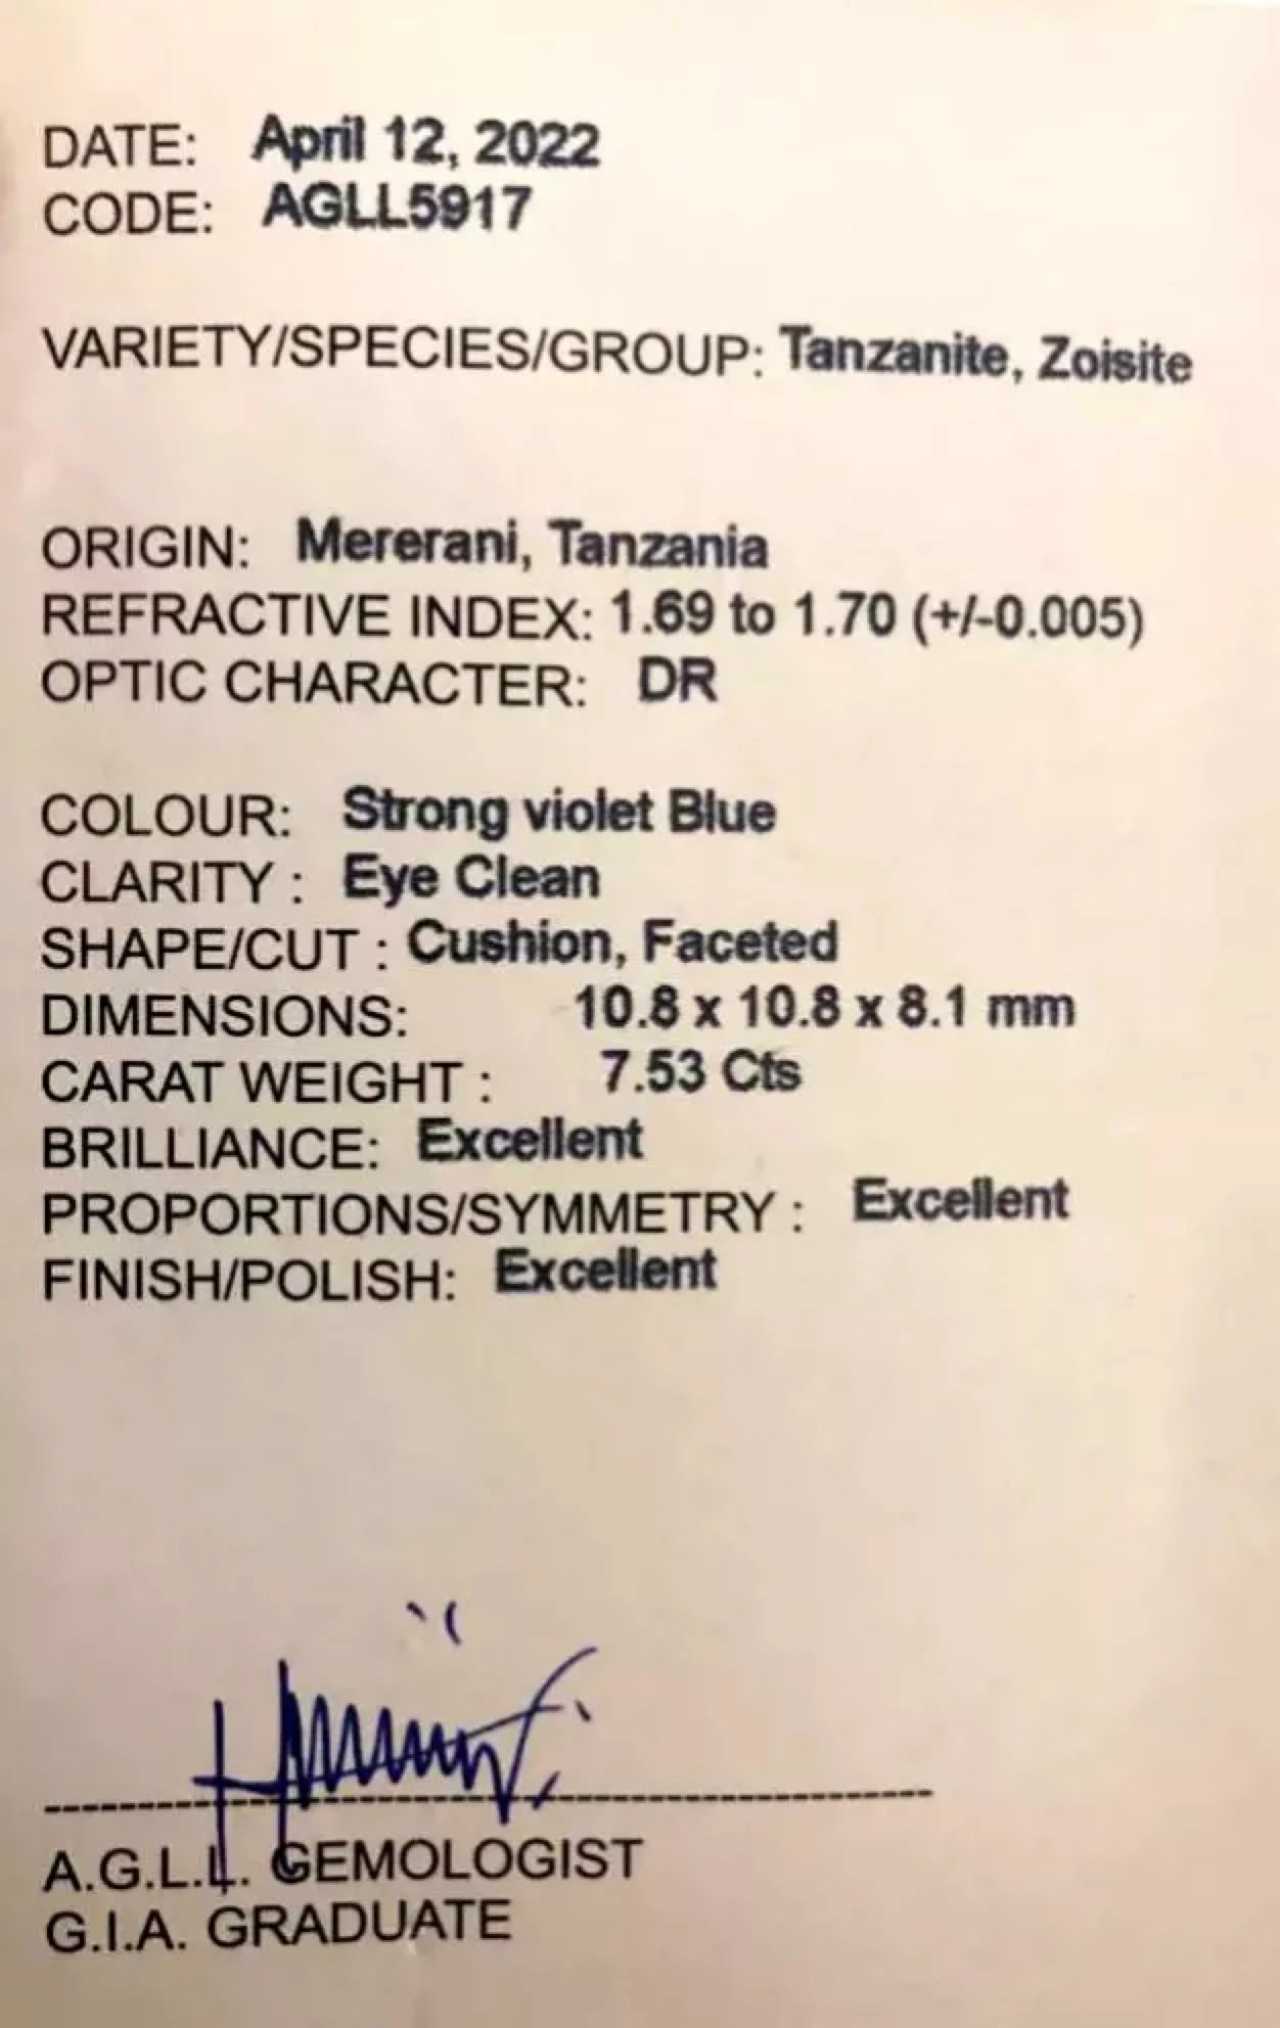 DATE: April 12, 2022
CODE: AGLL5917
VARIETY/SPECIES/GROUP: Tanzanite, Zoisite
ORIGIN: Mererani, Tanzania
REFRACTIVE INDEX: 1.69 to 1.70 (+/-0.005)
OPTIC CHARACTER: DR
COLOUR: Strong violet Blue
CLARITY : Eye Clean
SHAPE/CUT : Cushion, Faceted
DIMENSIONS: 10.8 x 10.8 x 8.1 mm
CARAT WEIGHT : 7.53 Cts
BRILLIANCE: Excellent
PROPORTIONS/SYMMETRY : Excellent
FINISH/POLISH: Excellent
A.G.L.L. GEMOLOGIST
G.I.A. GRADUATE